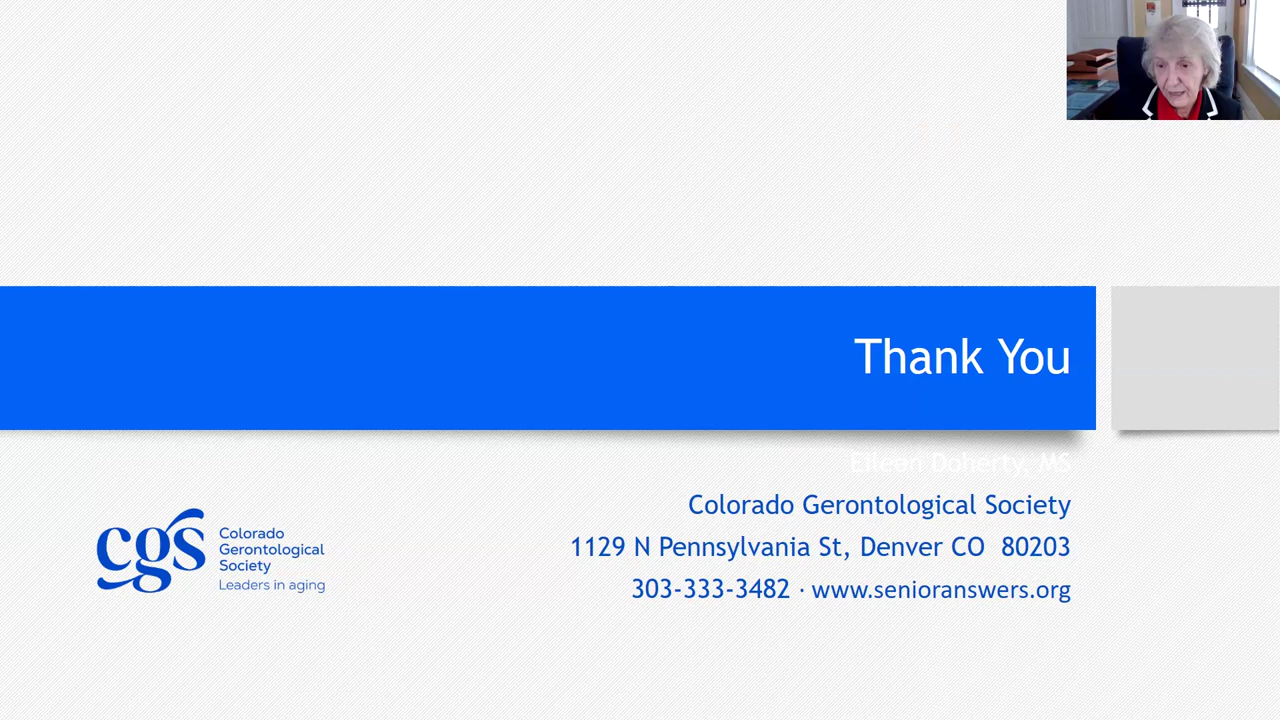 Thank You
Eileen Doherty, MS
Colorado Gerontological Society
1129 N Pennsylvania St, Denver CO 80203
303-333-3482 · www.senioranswers.org
cgs
Colorado
Gerontological
Society
Leaders in aging